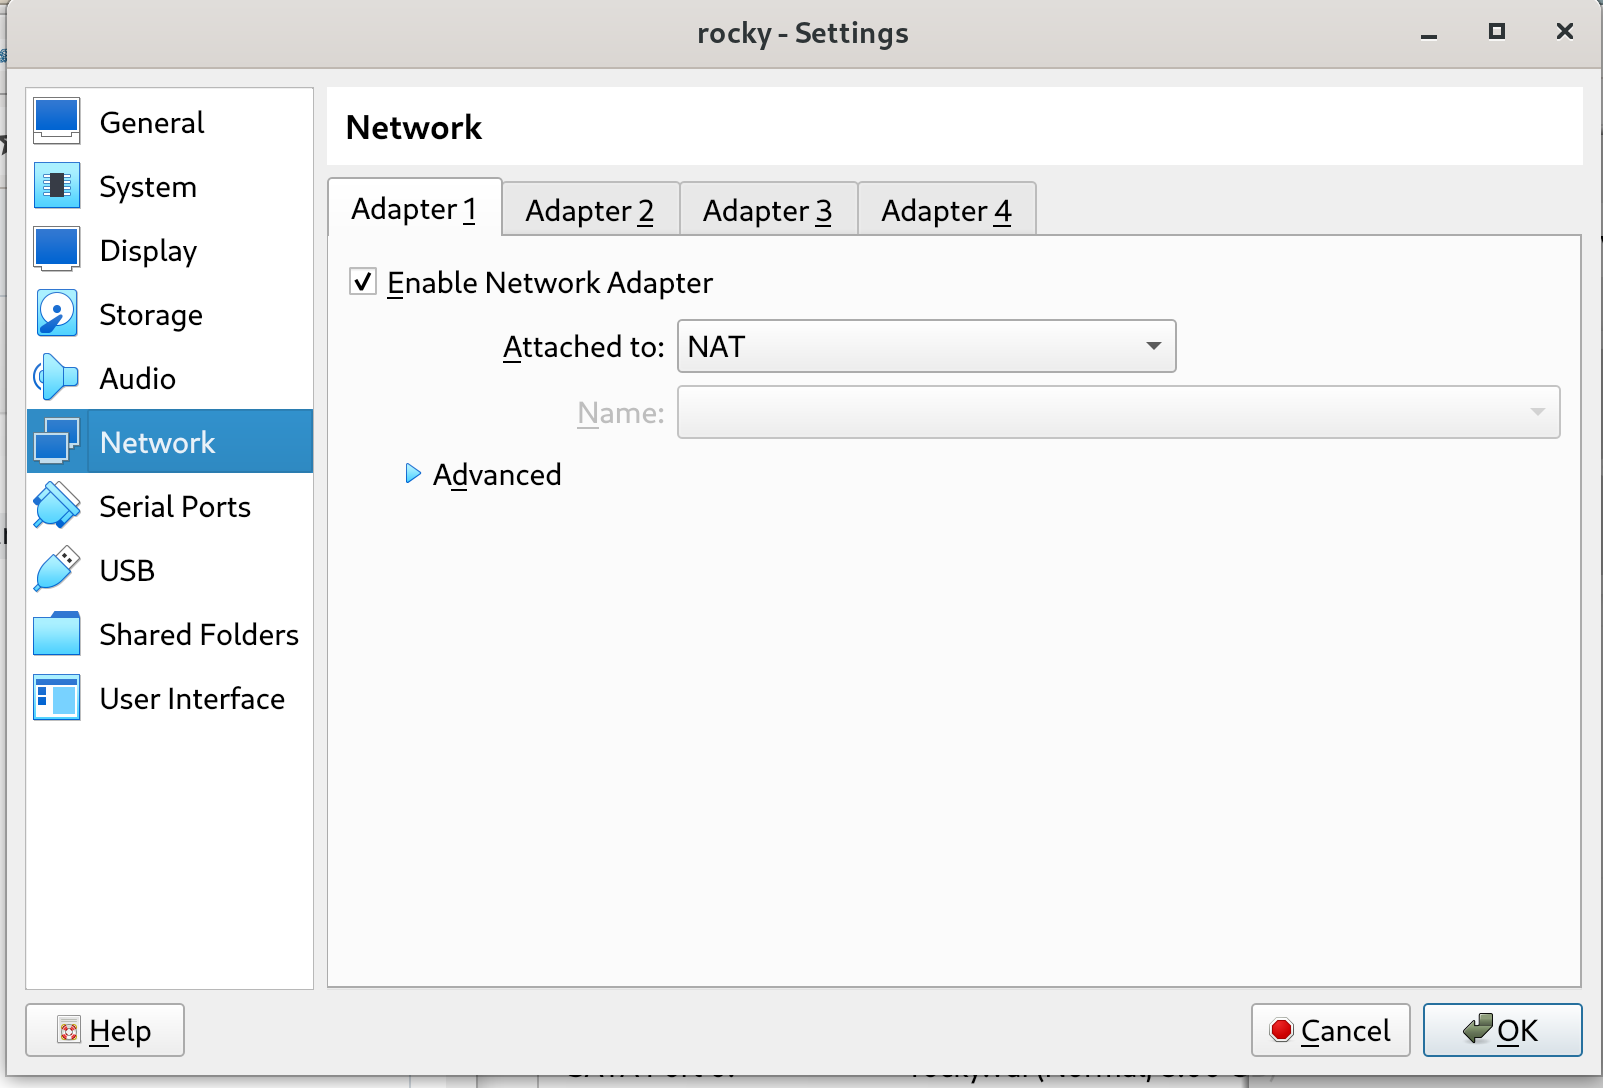 rocky - Settings
General
System
Display
Storage
Audio
Network
Serial Ports
USB
Shared Folders
User Interface
Network
Adapter 1
Adapter 2
Adapter 3
Adapter 4
Enable Network Adapter
Attached to: NAT
Name:
Advanced
Help
Cancel
OK